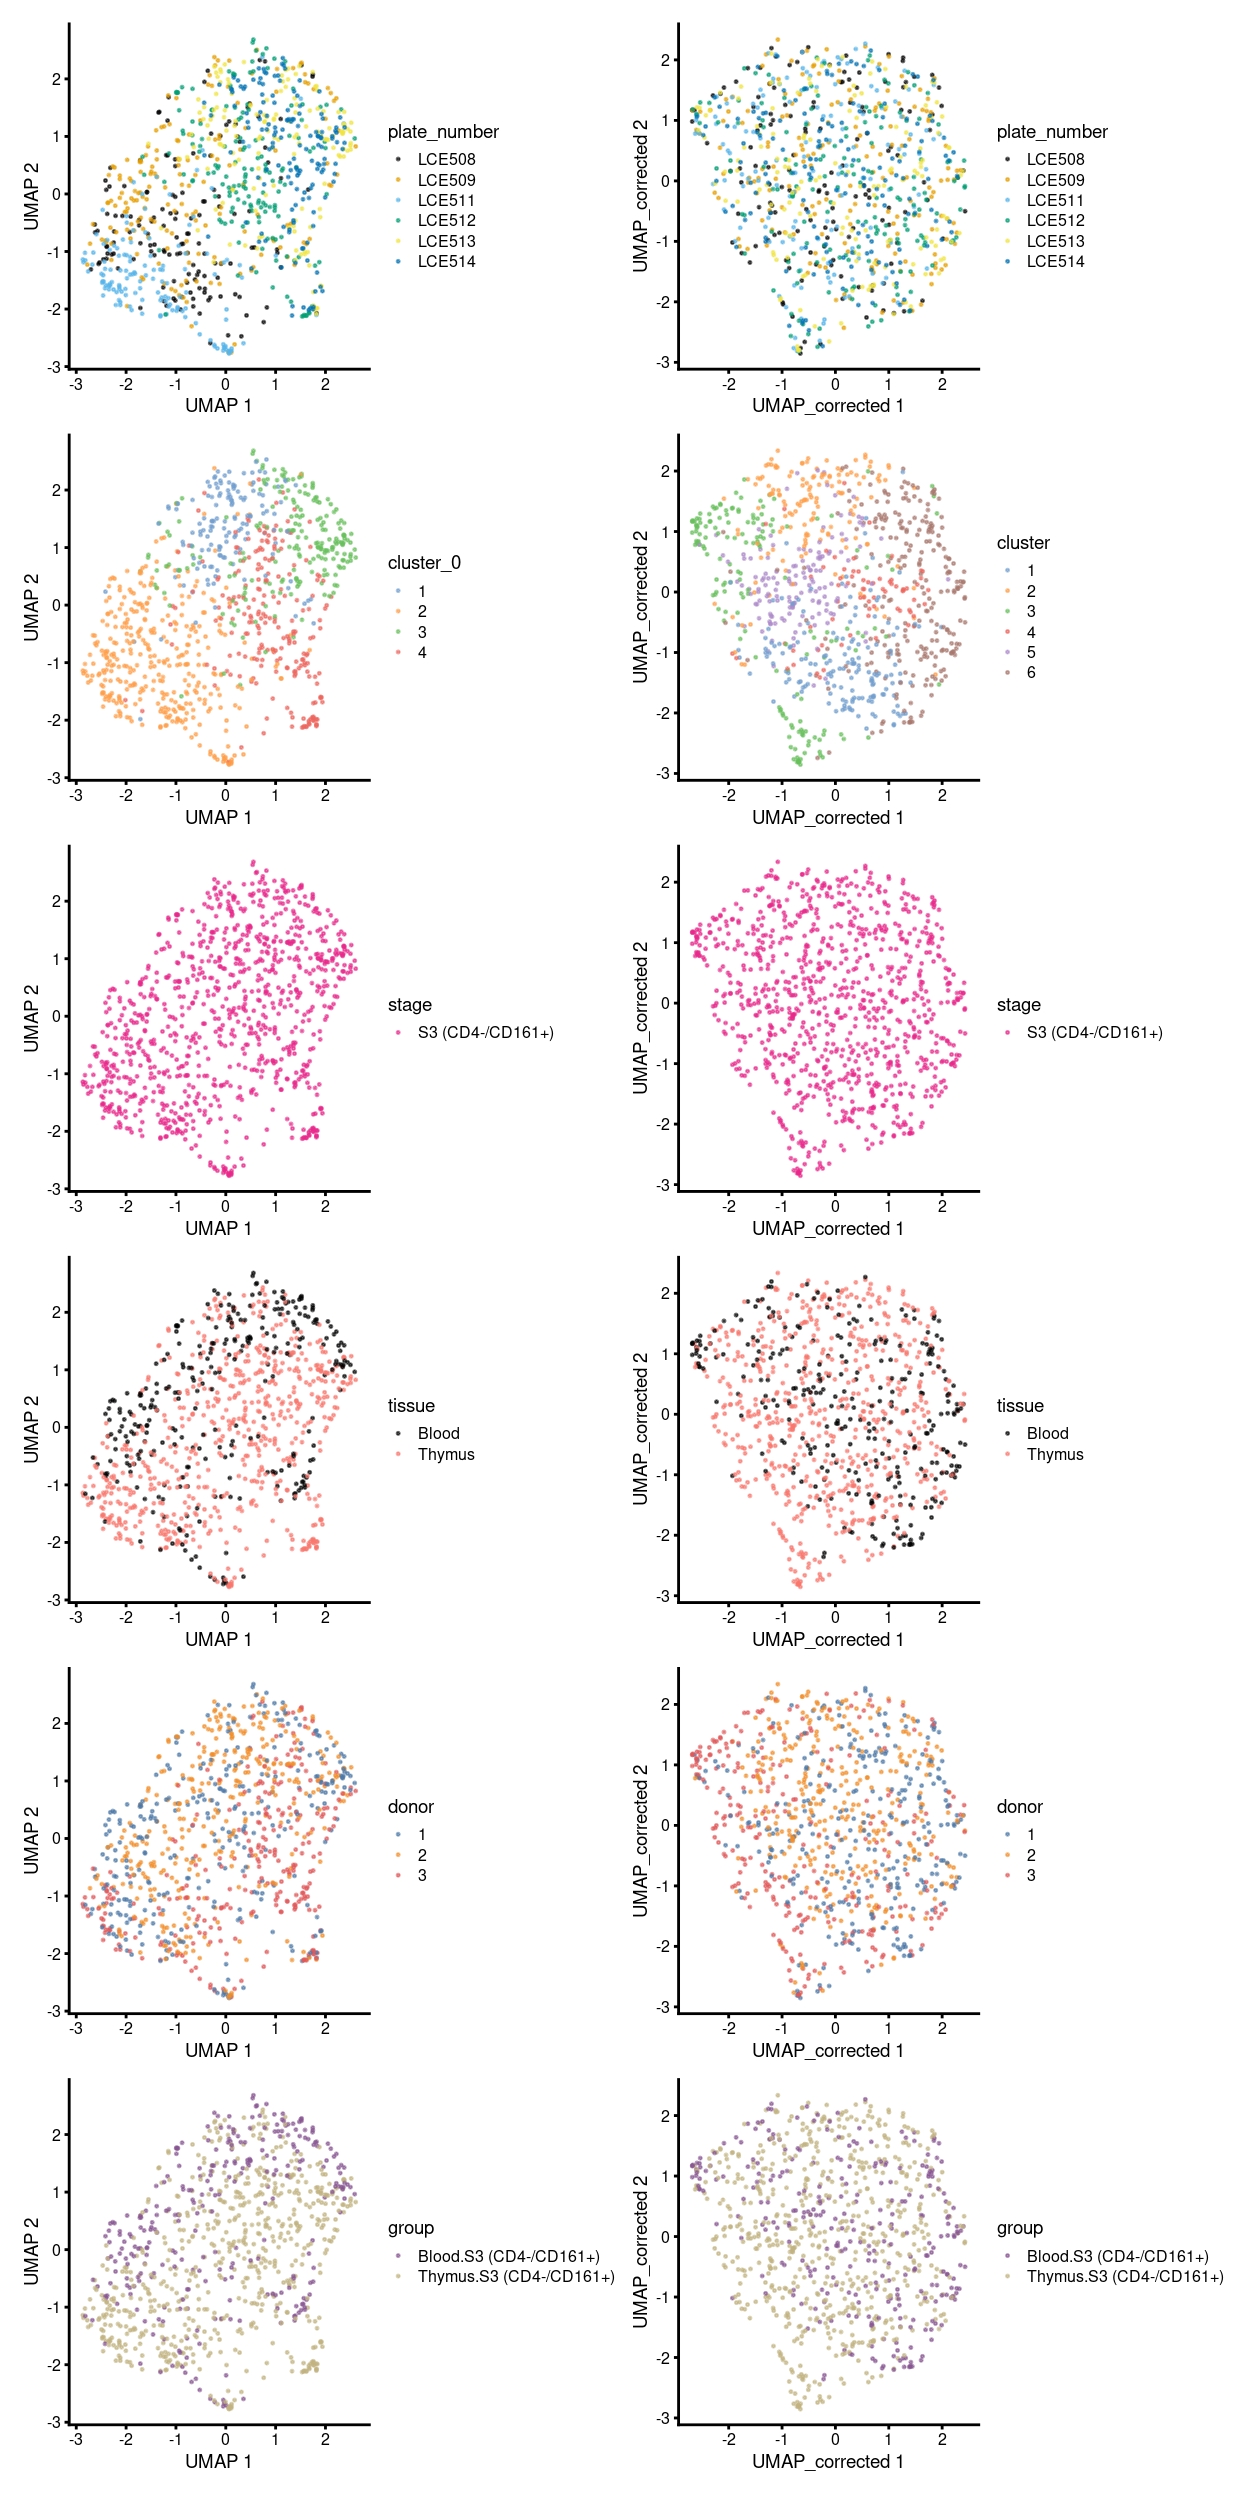 2
1
0
-1
-2
-3
UMAP 2
-3 -2 -1 0 1 2
UMAP 1
plate_number
LCE508
LCE509
LCE511
LCE512
LCE513
LCE514
2
1
0
-1
-2
-3
UMAP_corrected 2
-2 -1 0 1 2
UMAP_corrected 1
plate_number
LCE508
LCE509
LCE511
LCE512
LCE513
LCE514
2
1
0
-1
-2
-3
UMAP 2
-3 -2 -1 0 1 2
UMAP 1
cluster_0
1
2
3
4
2
1
0
-1
-2
-3
UMAP_corrected 2
-2 -1 0 1 2
UMAP_corrected 1
cluster
1
2
3
4
5
6
2
1
0
-1
-2
-3
UMAP 2
-3 -2 -1 0 1 2
UMAP 1
stage
S3 (CD4-/CD161+)
2
1
0
-1
-2
-3
UMAP_corrected 2
-2 -1 0 1 2
UMAP_corrected 1
stage
S3 (CD4-/CD161+)
2
1
0
-1
-2
-3
UMAP 2
-3 -2 -1 0 1 2
UMAP 1
tissue
Blood
Thymus
2
1
0
-1
-2
-3
UMAP_corrected 2
-2 -1 0 1 2
UMAP_corrected 1
tissue
Blood
Thymus
2
1
0
-1
-2
-3
UMAP 2
-3 -2 -1 0 1 2
UMAP 1
donor
1
2
3
2
1
0
-1
-2
-3
UMAP_corrected 2
-2 -1 0 1 2
UMAP_corrected 1
donor
1
2
3
2
1
0
-1
-2
-3
UMAP 2
-3 -2 -1 0 1 2
UMAP 1
group
Blood.S3 (CD4-/CD161+)
Thymus.S3 (CD4-/CD161+)
2
1
0
-1
-2
-3
UMAP_corrected 2
-2 -1 0 1 2
UMAP_corrected 1
group
Blood.S3 (CD4-/CD161+)
Thymus.S3 (CD4-/CD161+)